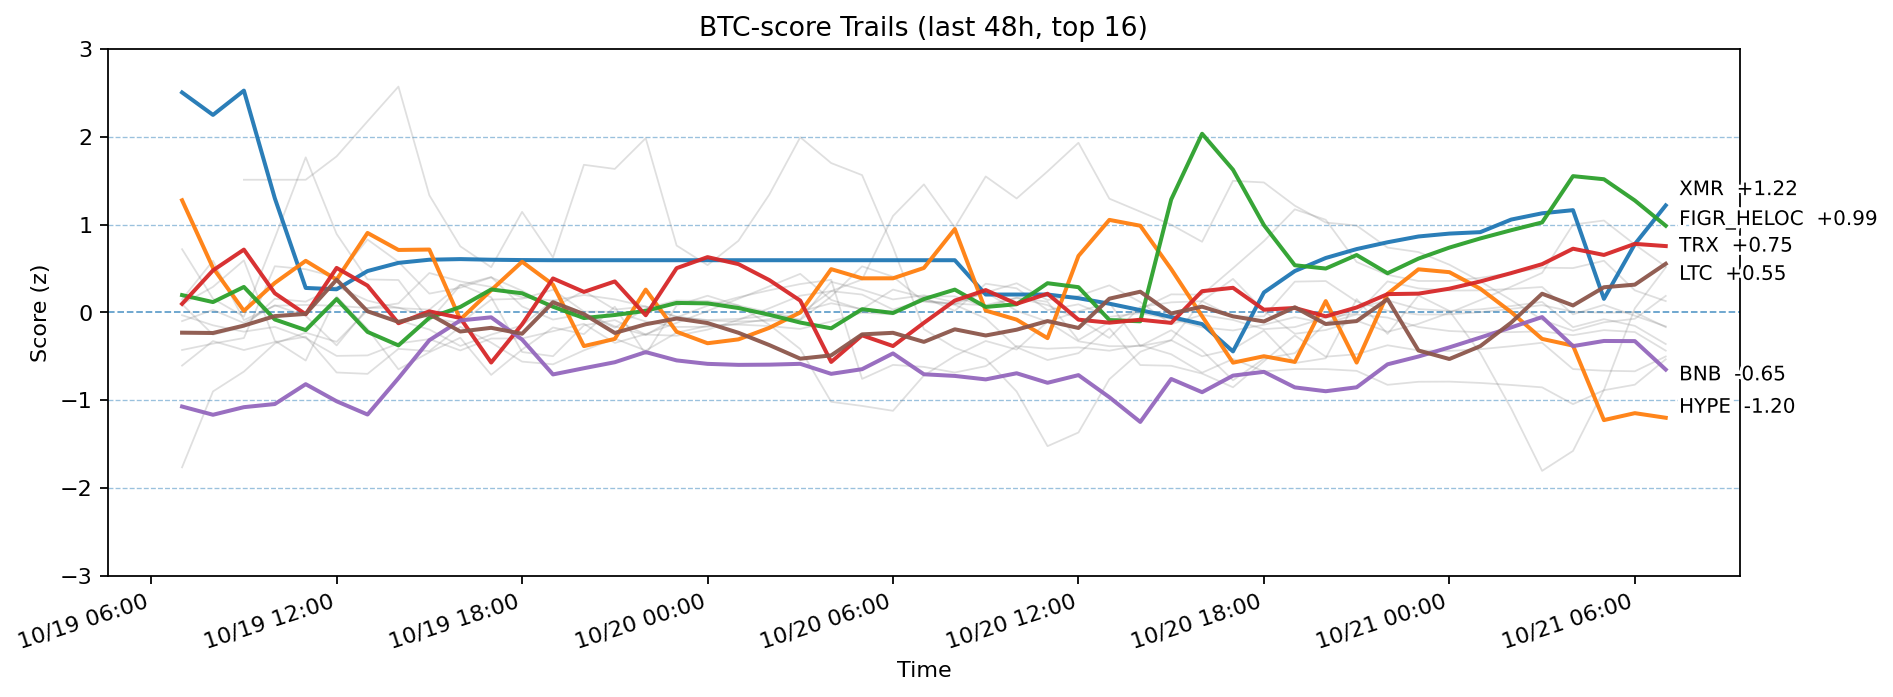 BTC-score Trails (last 48h, top 16)
Score (z)
3
2
1
0
−1
−2
−3
XMR +1.22
FIGR_HELOC +0.99
TRX +0.75
LTC +0.55
BNB -0.65
HYPE -1.20
10/19 06:00
10/19 12:00
10/19 18:00
10/20 00:00
10/20 06:00
10/20 12:00
10/20 18:00
10/21 00:00
10/21 06:00
Time